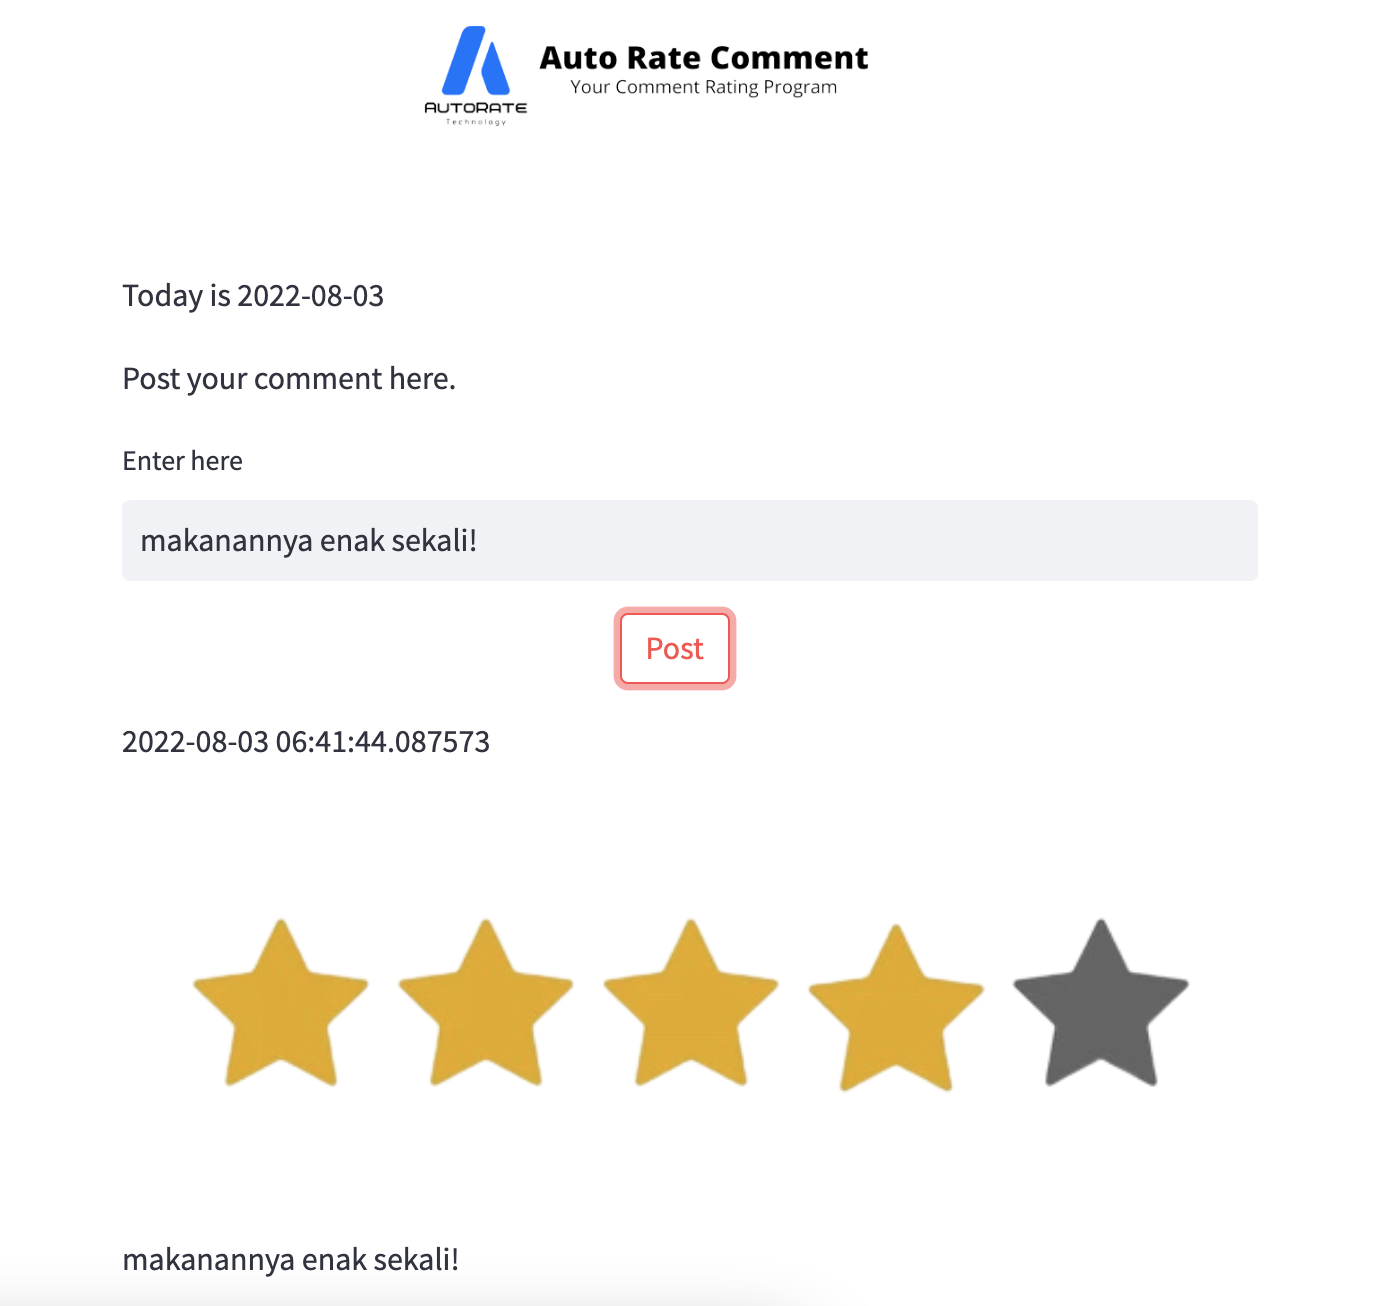 Auto Rate Comment
Your Comment Rating Program
AUTORATE
Technology
Today is 2022-08-03
Post your comment here.
Enter here
makanannya enak sekali!
Post
2022-08-03 06:41:44.087573
makanannya enak sekali!